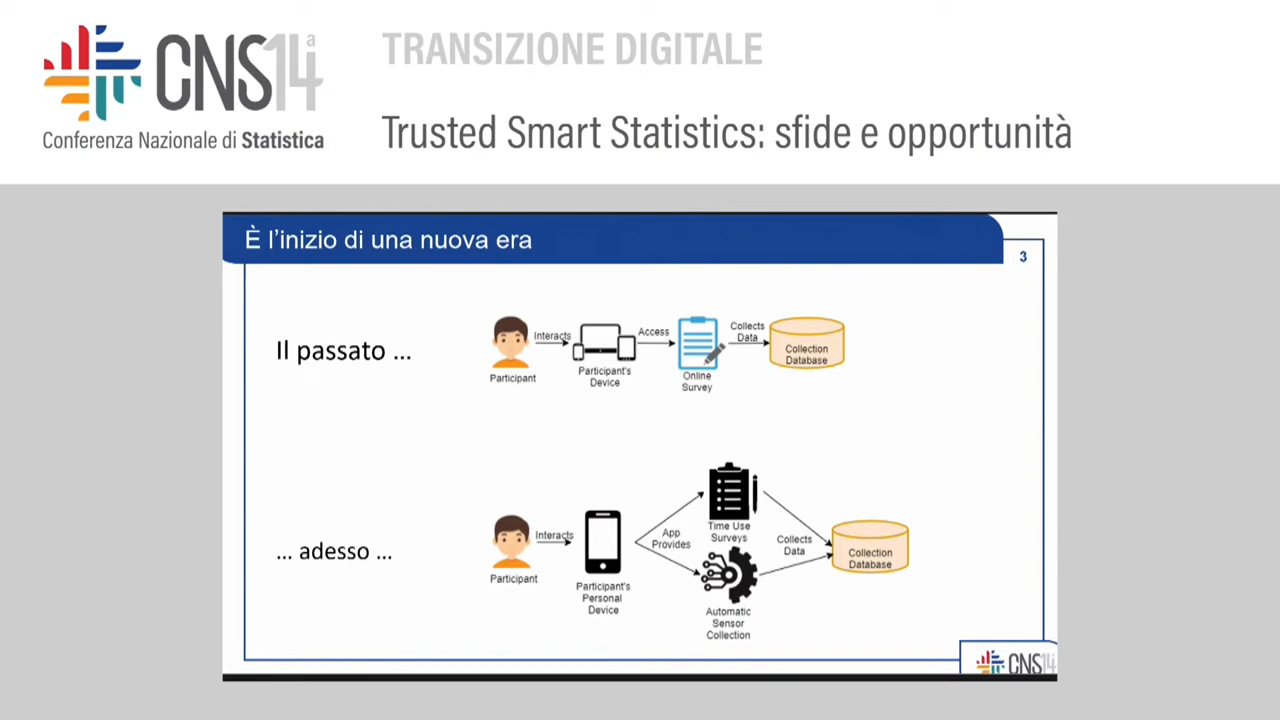 CNS14a
Conferenza Nazionale di Statistica
TRANSIZIONE DIGITALE
Trusted Smart Statistics: sfide e opportunità
È l'inizio di una nuova era
3
Il passato ...
Participant
Interacts
Participant's
Device
Access
Online
Survey
Collects
Data
Collection
Database
... adesso ...
Participant
Interacts
Participant's
Personal
Device
App
Provides
Time Use
Surveys
Automatic
Sensor
Collection
Collects
Data
Collection
Database
CNS14